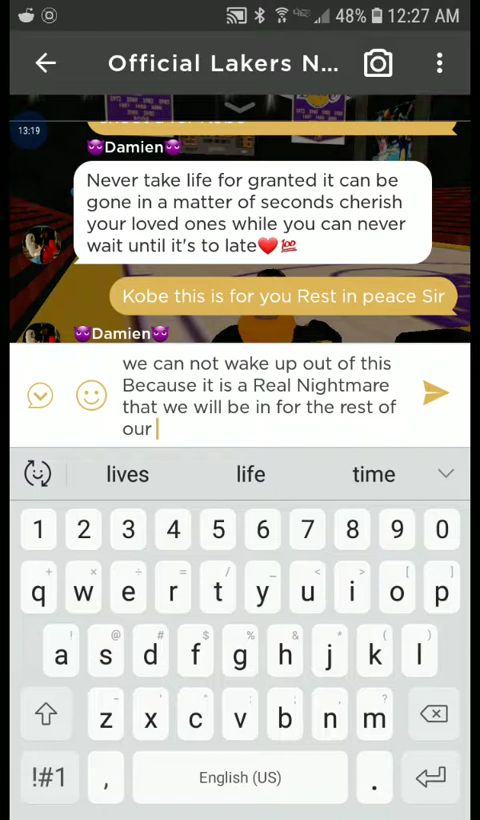 48% 12:27 AM
Official Lakers N...
13:19
Damien
Never take life for granted it can be
gone in a matter of seconds cherish
your loved ones while you can never
wait until it's to late❤️💯
Kobe this is for you Rest in peace Sir
Damien
we can not wake up out of this
Because it is a Real Nightmare
that we will be in for the rest of
our
lives life time
1 2 3 4 5 6 7 8 9 0
+ × ÷ = / _ < > [ ]
q w e r t y u i o p
! @ # $ % & * ( )
a s d f g h j k l
- ' " : ; , ?
z x c v b n m
!#1 , English (US) .